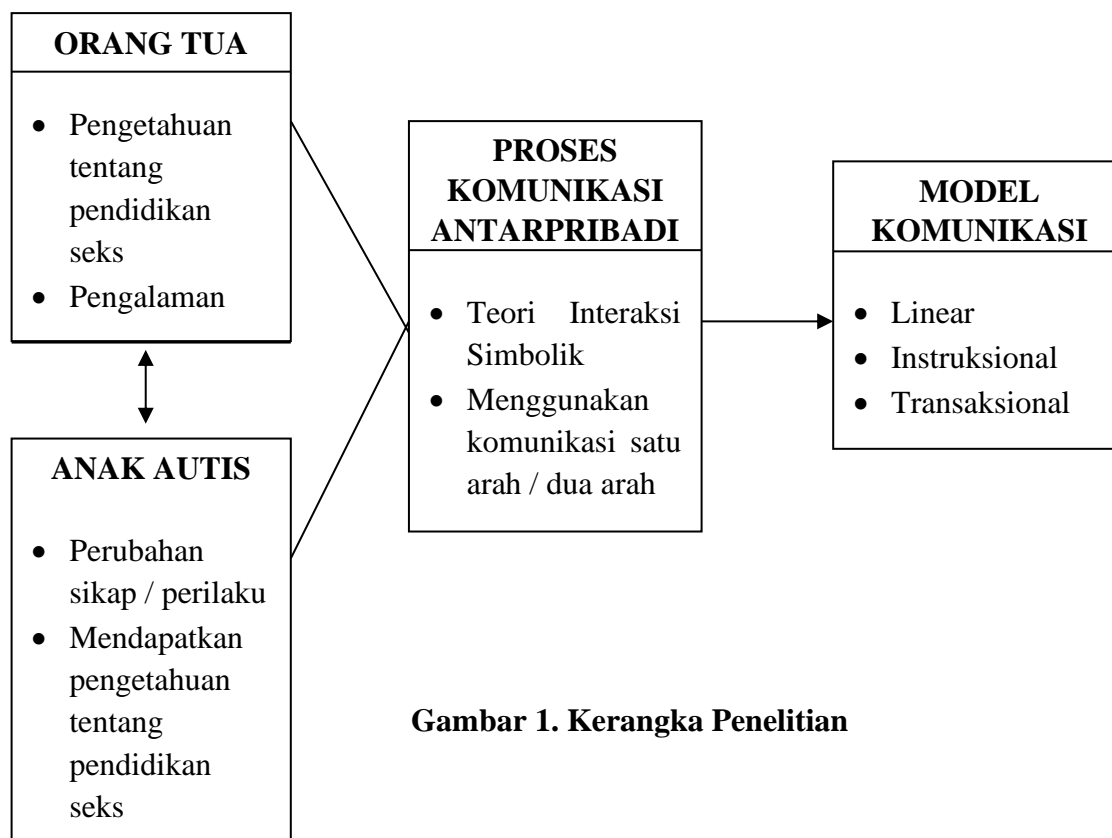 ORANG TUA
• Pengetahuan
tentang
pendidikan
seks
• Pengalaman
ANAK AUTIS
• Perubahan
sikap / perilaku
• Mendapatkan
pengetahuan
tentang
pendidikan
seks
PROSES
KOMUNIKASI
ANTARPRIBADI
• Teori Interaksi
Simbolik
• Menggunakan
komunikasi satu
arah / dua arah
MODEL
KOMUNIKASI
• Linear
• Instruksional
• Transaksional
Gambar 1. Kerangka Penelitian